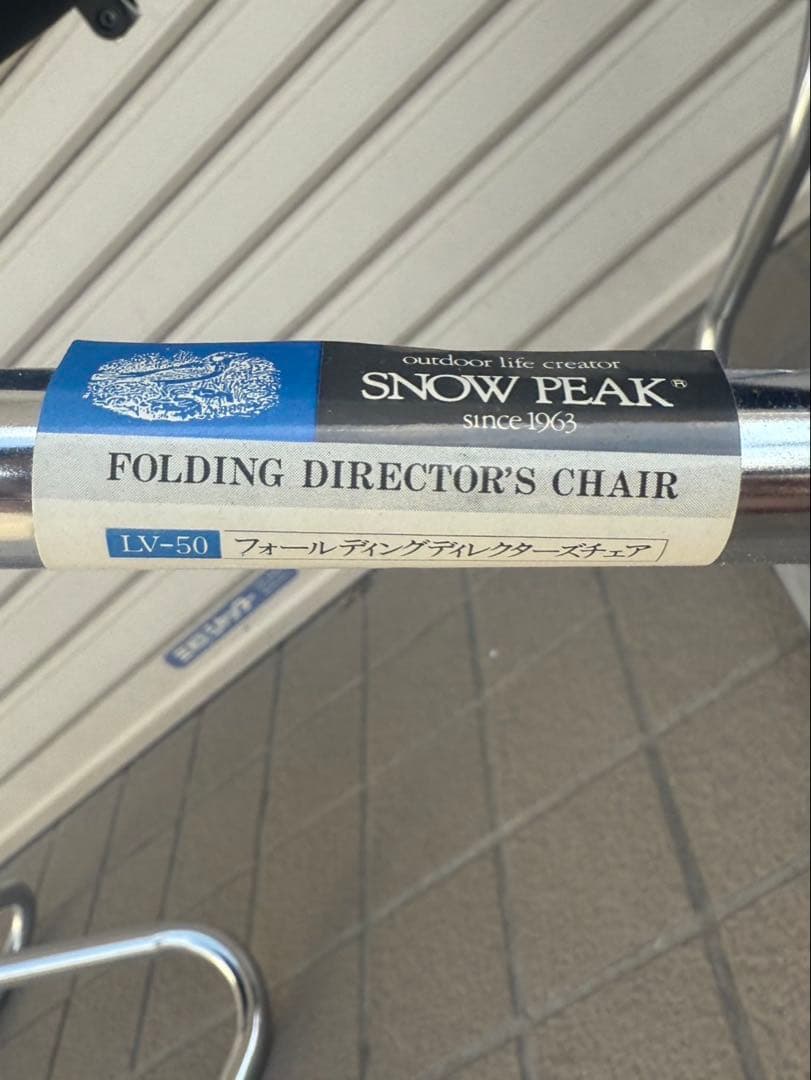 outdoor life creator
SNOW PEAK®
since 1963
FOLDING DIRECTOR'S CHAIR
LV-50 フォールディングディレクターズチェア